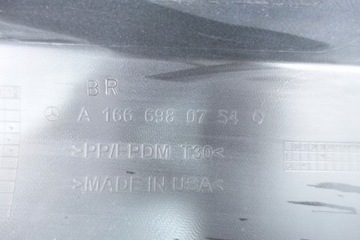 BR
A 166 698 07 54 Q
>PP/EPDM T30<
>MADE IN USA<